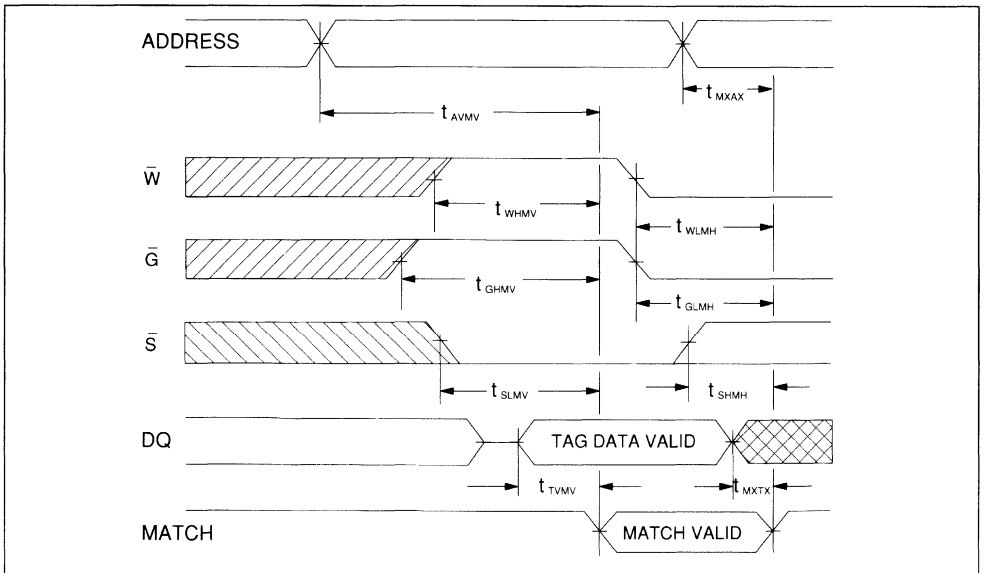 ADDRESS
t MXAX
t AVMV
W̄
t WHMV
t WLMH
Ḡ
t GHMV
t GLMH
S̄
t SLMV
t SHMH
DQ
TAG DATA VALID
t TVMV
t MXTX
MATCH
MATCH VALID